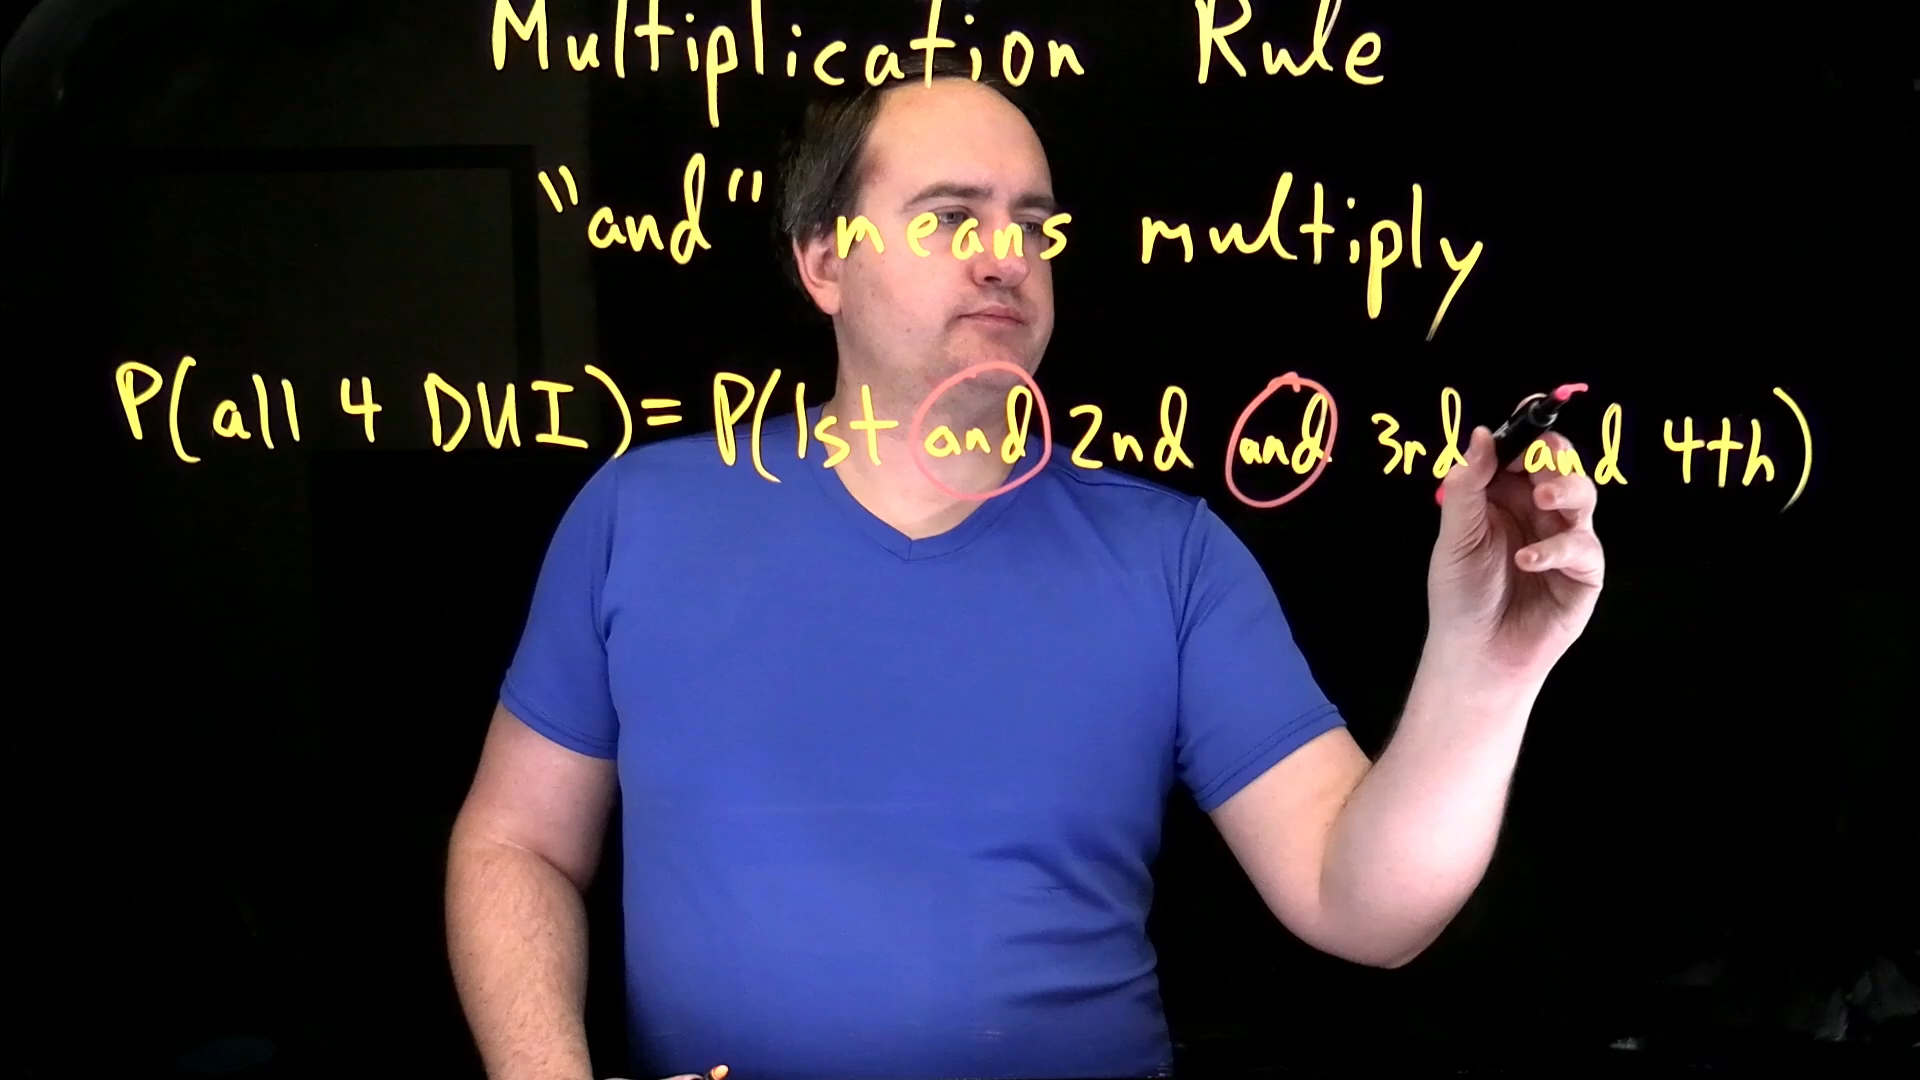 Multiplication Rule
"and" means multiply
P(all 4 DUI) = P(1st and 2nd and 3rd and 4th)